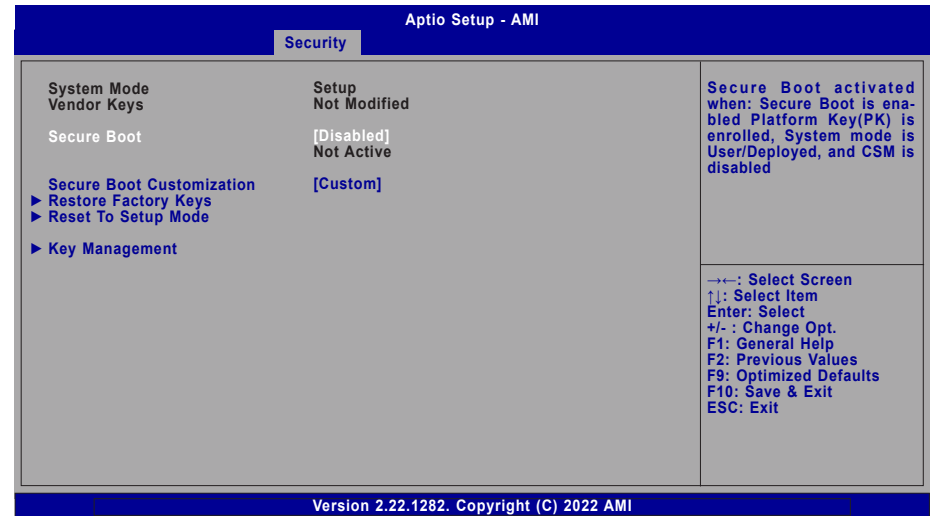 Aptio Setup - AMI
Security
System Mode Setup
Vendor Keys Not Modified
Secure Boot [Disabled]
Not Active
Secure Boot Customization [Custom]
► Restore Factory Keys
► Reset To Setup Mode
► Key Management
Secure Boot activated
when: Secure Boot is ena-
bled Platform Key(PK) is
enrolled, System mode is
User/Deployed, and CSM is
disabled
→←: Select Screen
↑↓: Select Item
Enter: Select
+/- : Change Opt.
F1: General Help
F2: Previous Values
F9: Optimized Defaults
F10: Save & Exit
ESC: Exit
Version 2.22.1282. Copyright (C) 2022 AMI